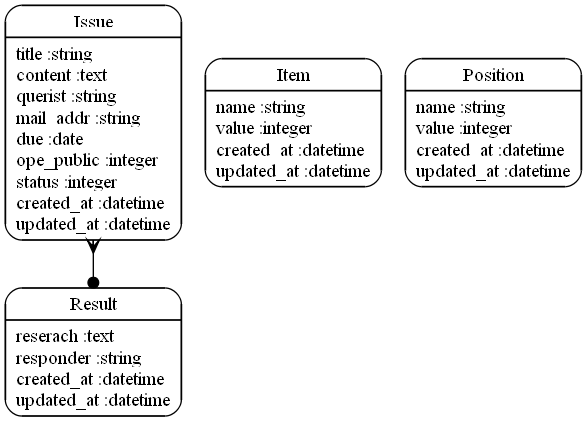 Issue
title :string
content :text
querist :string
mail_addr :string
due :date
ope_public :integer
status :integer
created_at :datetime
updated_at :datetime
Item
name :string
value :integer
created_at :datetime
updated_at :datetime
Position
name :string
value :integer
created_at :datetime
updated_at :datetime
Result
reserach :text
responder :string
created_at :datetime
updated_at :datetime